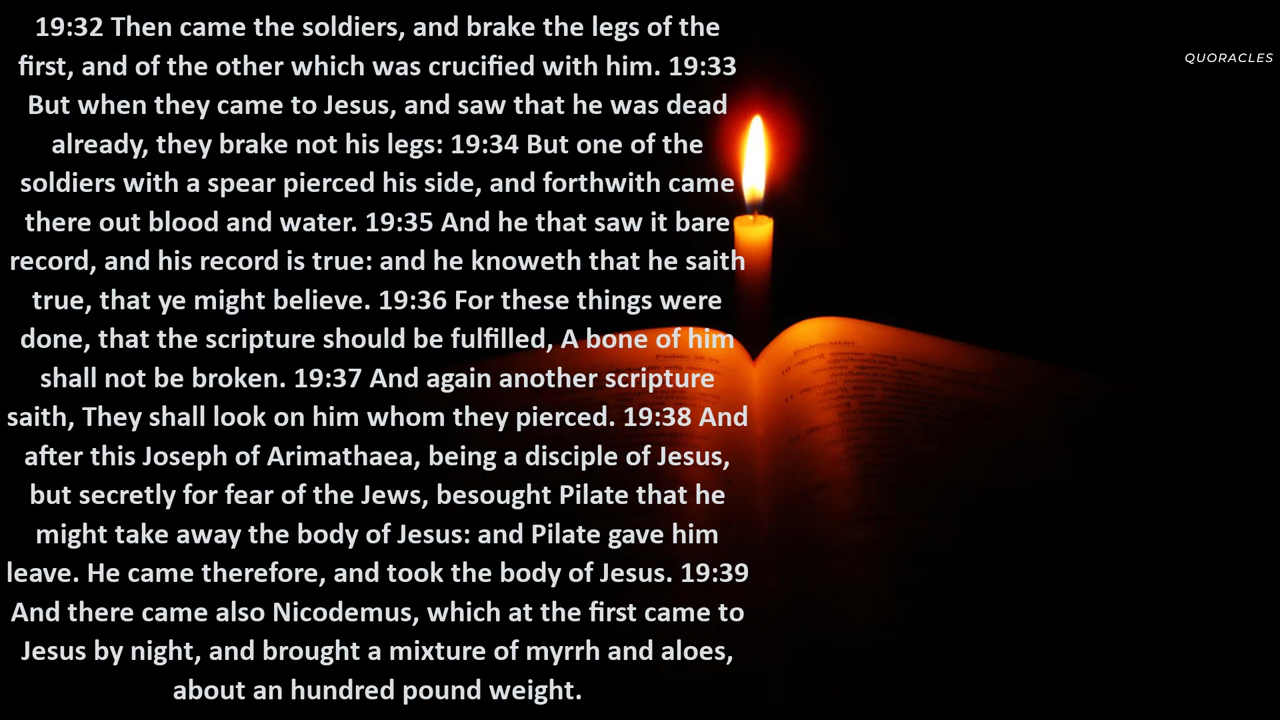 19:32 Then came the soldiers, and brake the legs of the
first, and of the other which was crucified with him. 19:33
But when they came to Jesus, and saw that he was dead
already, they brake not his legs: 19:34 But one of the
soldiers with a spear pierced his side, and forthwith came
there out blood and water. 19:35 And he that saw it bare
record, and his record is true: and he knoweth that he saith
true, that ye might believe. 19:36 For these things were
done, that the scripture should be fulfilled, A bone of him
shall not be broken. 19:37 And again another scripture
saith, They shall look on him whom they pierced. 19:38 And
after this Joseph of Arimathaea, being a disciple of Jesus,
but secretly for fear of the Jews, besought Pilate that he
might take away the body of Jesus: and Pilate gave him
leave. He came therefore, and took the body of Jesus. 19:39
And there came also Nicodemus, which at the first came to
Jesus by night, and brought a mixture of myrrh and aloes,
about an hundred pound weight.
QUORACLES